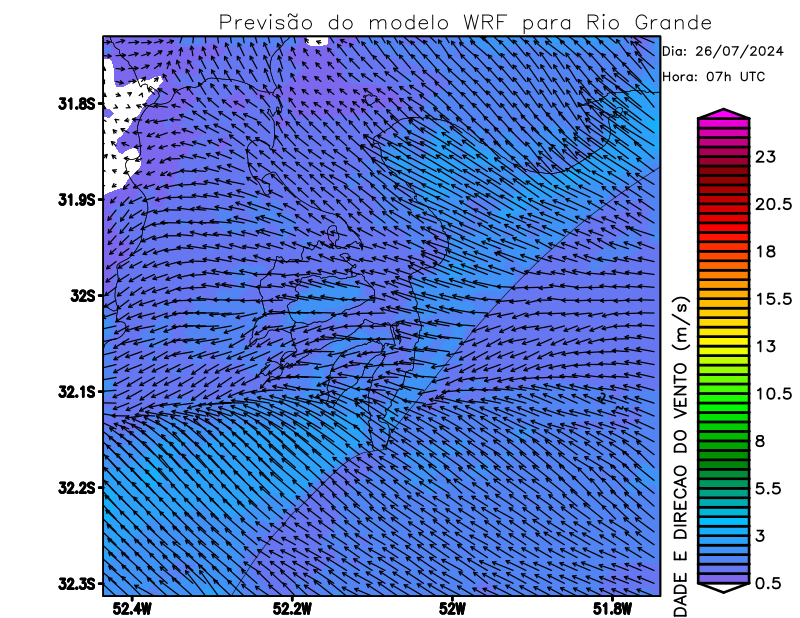 Previsão do modelo WRF para Rio Grande
Dia: 26/07/2024
Hora: 07h UTC
31.8S
31.9S
32S
32.1S
32.2S
32.3S
52.4W
52.2W
52W
51.8W
23
20.5
18
15.5
13
10.5
8
5.5
3
0.5
DADE E DIRECAO DO VENTO (m/s)